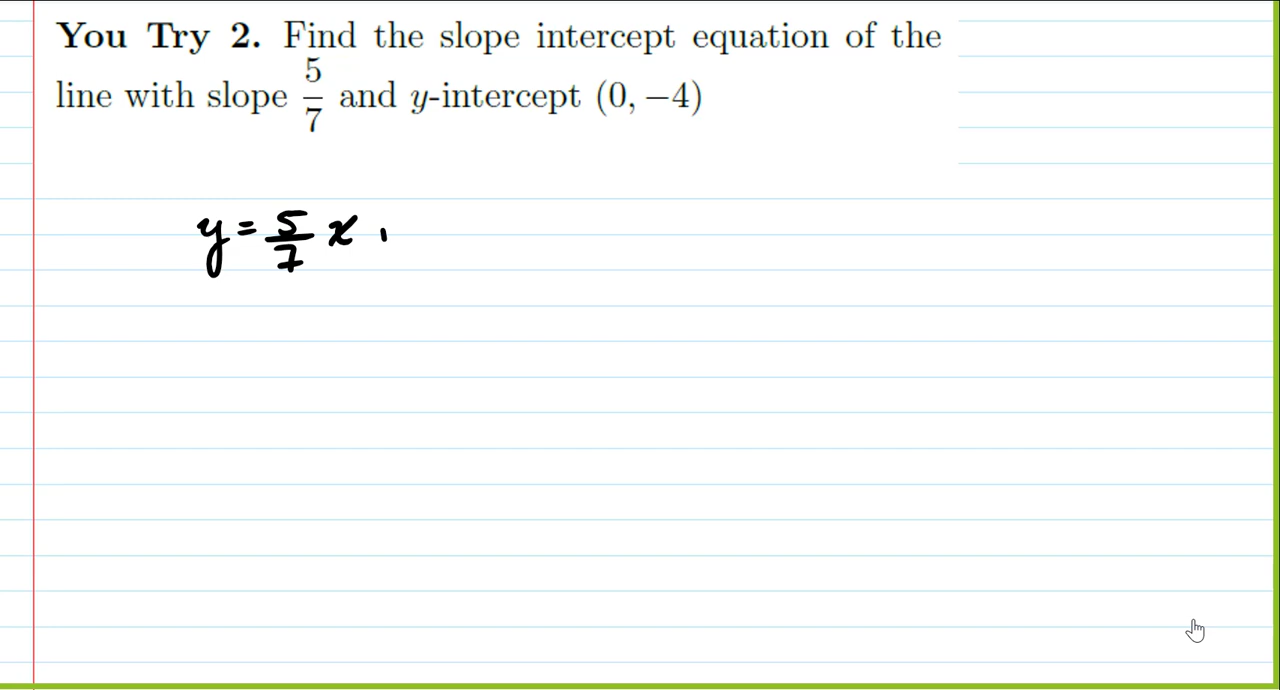 You Try 2. Find the slope intercept equation of the
line with slope 5/7 and y-intercept (0, −4)
y = 5/7 x